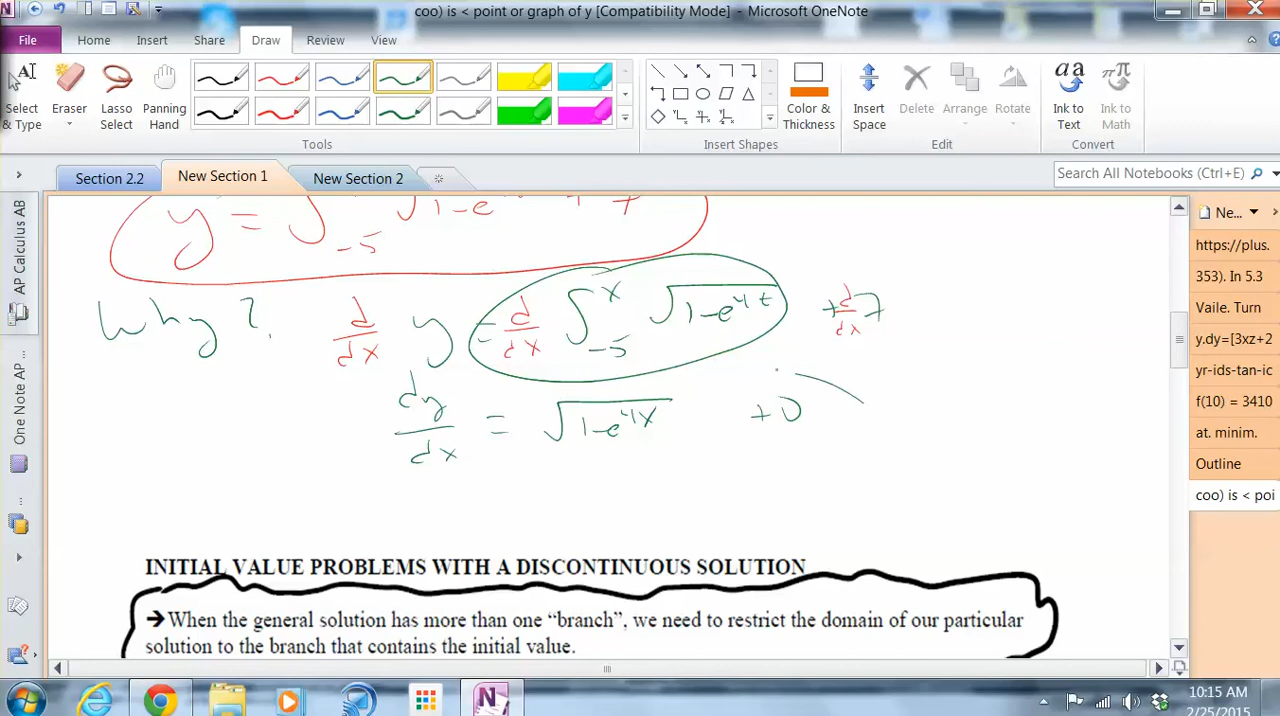 coo) is < point or graph of y [Compatibility Mode] - Microsoft OneNote
File Home Insert Share Draw Review View
Select & Type Eraser Lasso Select Panning Hand Color & Thickness Insert Space Delete Arrange Rotate Ink to Text Ink to Math
Tools Insert Shapes Edit Convert
Section 2.2 New Section 1 New Section 2 Search All Notebooks (Ctrl+E)
AP Calculus AB
One Note AP
Ne...
https://plus.
353). In 5.3
Vaile. Turn
y.dy=[3xz+2
yr-ids-tan-ic
f(10) = 3410
at. minim.
Outline
coo) is < poi
y = ∫ -5 √1-e + 7
Why? d/dx y = d/dx ∫ -5 x √1-e^4t + d/dx 7
dy/dx = √1-e^4x + 0
INITIAL VALUE PROBLEMS WITH A DISCONTINUOUS SOLUTION
➔When the general solution has more than one “branch”, we need to restrict the domain of our particular
solution to the branch that contains the initial value.
10:15 AM
2/25/2015